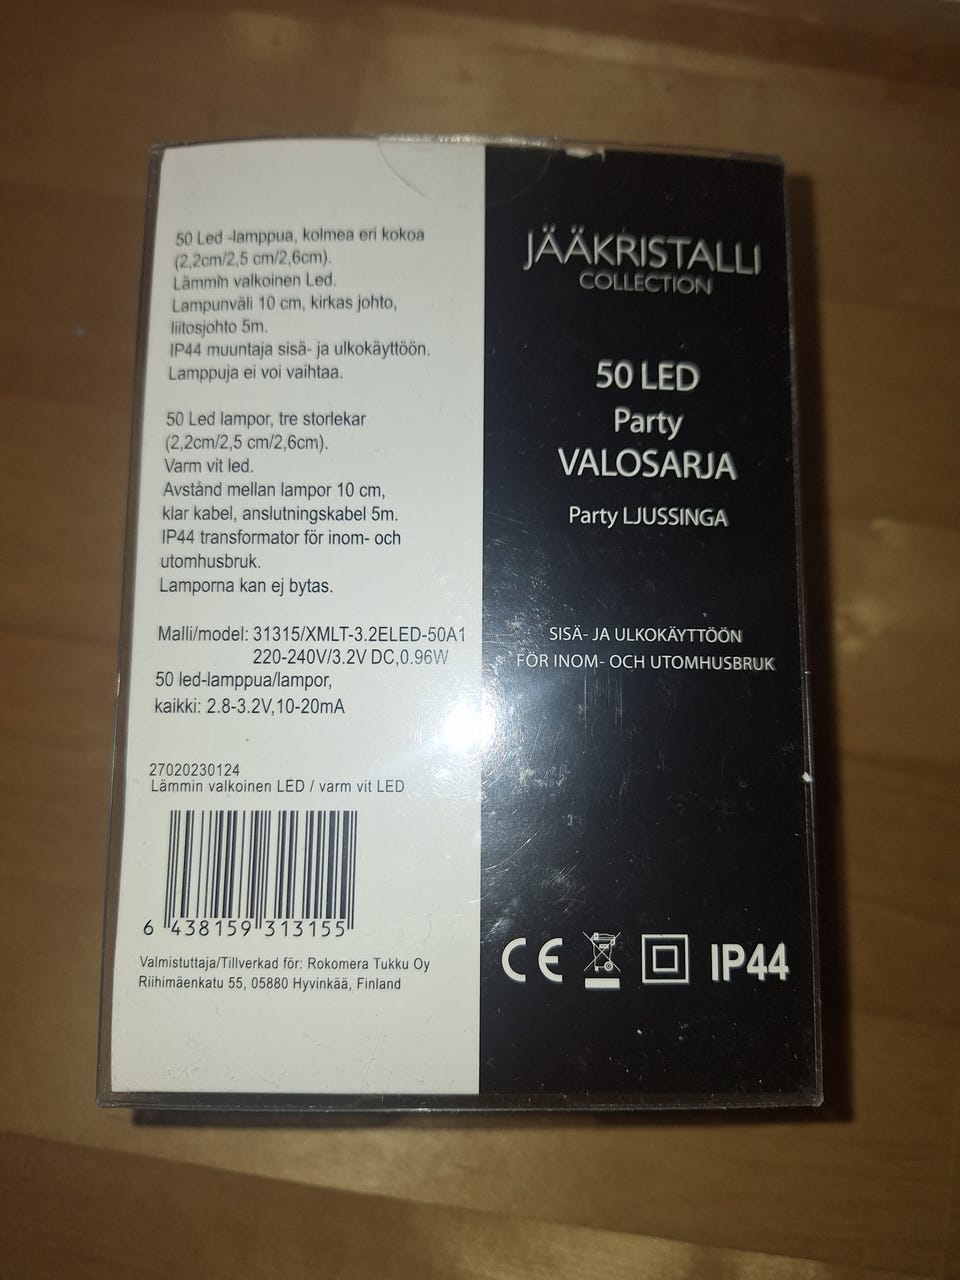 50 Led -lamppua, kolmea eri kokoa
(2,2cm/2,5 cm/2,6cm).
Lämmin valkoinen Led.
Lampunväli 10 cm, kirkas johto,
liitosjohto 5m.
IP44 muuntaja sisä- ja ulkokäyttöön.
Lamppuja ei voi vaihtaa.
50 Led lampor, tre storlekar
(2,2cm/2,5 cm/2,6cm).
Varm vit led.
Avstånd mellan lampor 10 cm,
klar kabel, anslutningskabel 5m.
IP44 transformator för inom- och
utomhusbruk.
Lamporna kan ej bytas.
Malli/model: 31315/XMLT-3.2ELED-50A1
220-240V/3.2V DC,0.96W
50 led-lamppua/lampor,
kaikki: 2.8-3.2V,10-20mA
27020230124
Lämmin valkoinen LED / varm vit LED
6 438159 313155
Valmistuttaja/Tillverkad för: Rokomera Tukku Oy
Riihimäenkatu 55, 05880 Hyvinkää, Finland
JÄÄKRISTALLI
COLLECTION
50 LED
Party
VALOSARJA
Party LJUSSINGA
SISÄ- JA ULKOKÄYTTÖÖN
FÖR INOM- OCH UTOMHUSBRUK
CE IP44